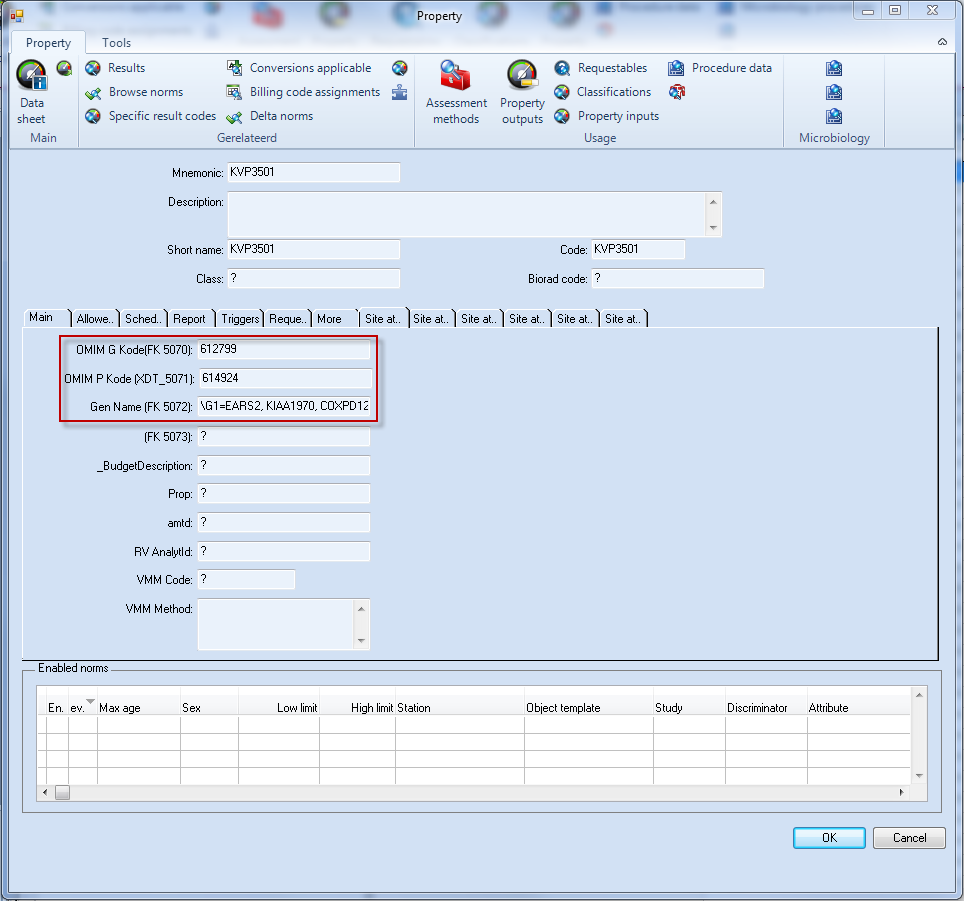 Property
Property Tools
Data sheet
Results
Browse norms
Specific result codes
Conversions applicable
Billing code assignments
Delta norms
Assessment methods
Property outputs
Requestables
Classifications
Property inputs
Procedure data
Main Gerelateerd Usage Microbiology
Mnemonic: KVP3501
Description:
Short name: KVP3501 Code: KVP3501
Class: ? Biorad code: ?
Main Allowe.. Sched.. Report Triggers Reque.. More Site at.. Site at.. Site at.. Site at.. Site at.. Site at..
OMIM G Kode(FK 5070): 612799
OMIM P Kode (XDT_5071): 614924
Gen Name (FK 5072): \G1=EARS2, KIAA1970, COXPD12
(FK 5073): ?
_BudgetDescription: ?
Prop: ?
amtd: ?
RV AnalytId: ?
VMM Code: ?
VMM Method:
Enabled norms
En. ev. Max age Sex Low limit High limit Station Object template Study Discriminator Attribute
OK Cancel